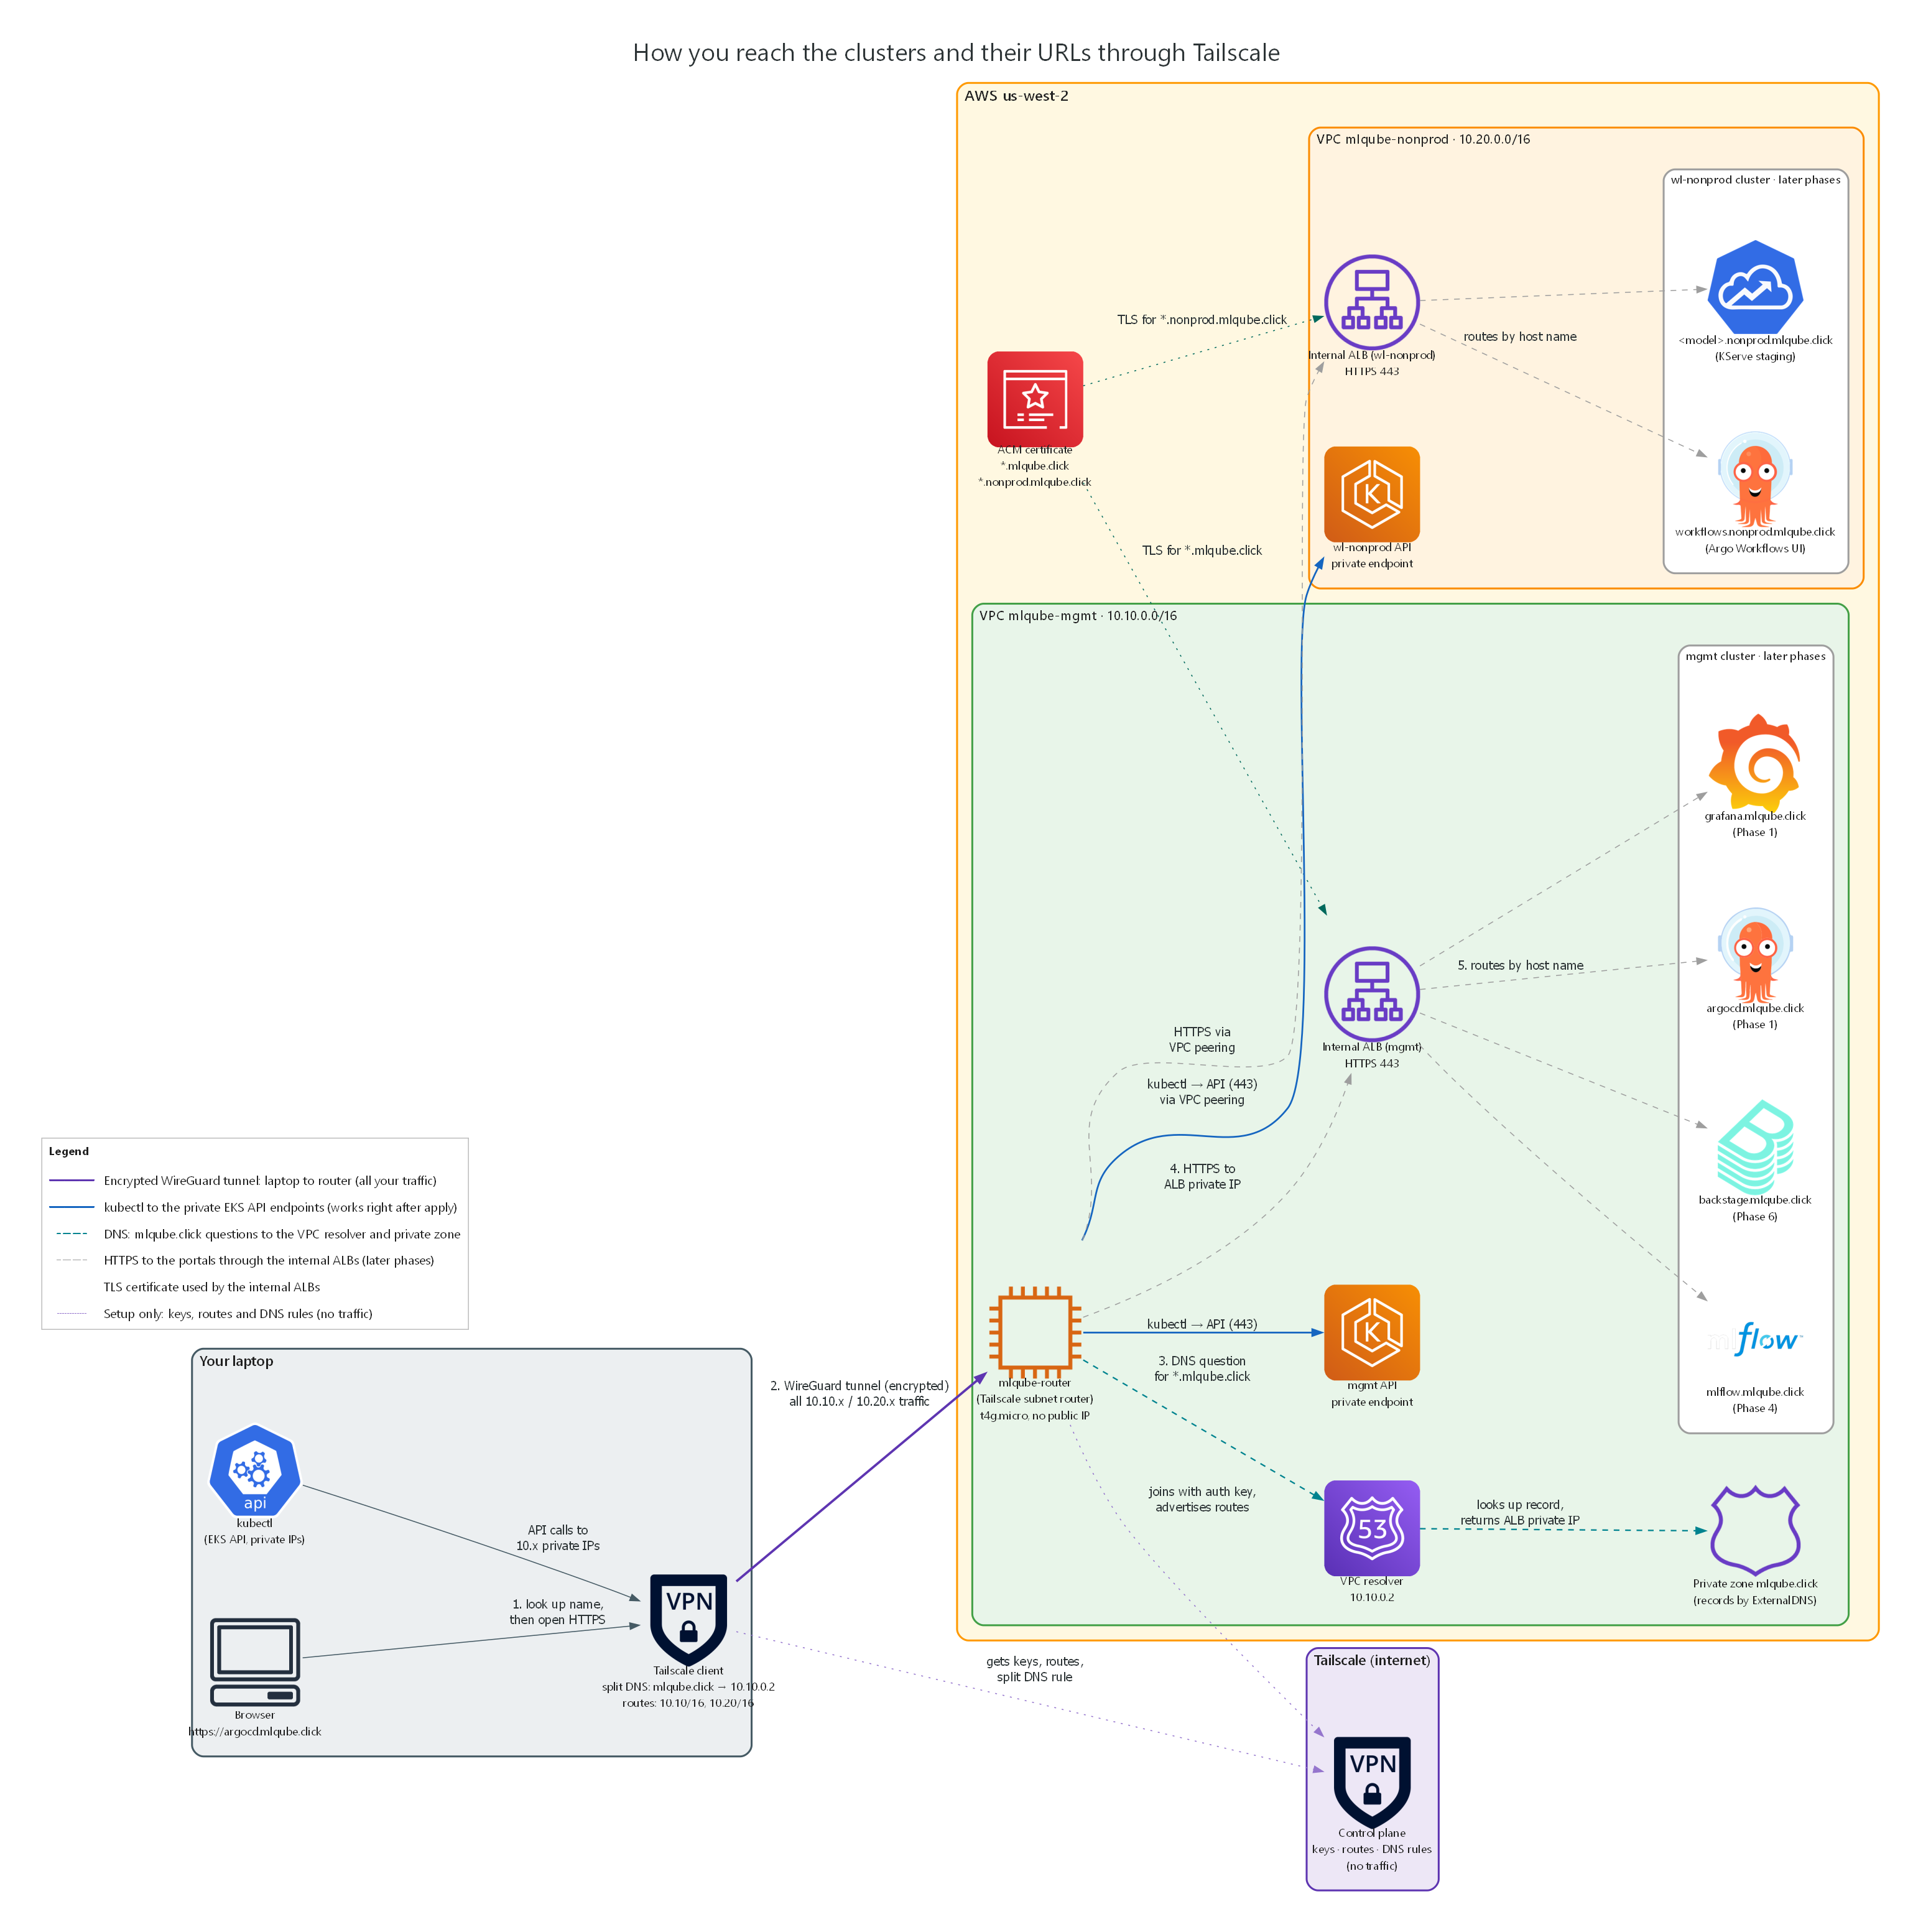 How you reach the clusters and their URLs through Tailscale
AWS us-west-2
VPC mlqube-nonprod · 10.20.0.0/16
wl-nonprod cluster · later phases
<model>.nonprod.mlqube.click
(KServe staging)
TLS for *.nonprod.mlqube.click
routes by host name
Internal ALB (wl-nonprod)
HTTPS 443
ACM certificate
*.mlqube.click
*.nonprod.mlqube.click
workflows.nonprod.mlqube.click
(Argo Workflows UI)
wl-nonprod API
private endpoint
TLS for *.mlqube.click
VPC mlqube-mgmt · 10.10.0.0/16
mgmt cluster · later phases
grafana.mlqube.click
(Phase 1)
5. routes by host name
argocd.mlqube.click
(Phase 1)
Internal ALB (mgmt)
HTTPS 443
HTTPS via
VPC peering
kubectl → API (443)
via VPC peering
4. HTTPS to
ALB private IP
backstage.mlqube.click
(Phase 6)
Legend
Encrypted WireGuard tunnel: laptop to router (all your traffic)
kubectl to the private EKS API endpoints (works right after apply)
DNS: mlqube.click questions to the VPC resolver and private zone
HTTPS to the portals through the internal ALBs (later phases)
TLS certificate used by the internal ALBs
Setup only: keys, routes and DNS rules (no traffic)
kubectl → API (443)
mlflow
mlflow.mlqube.click
(Phase 4)
3. DNS question
for *.mlqube.click
mgmt API
private endpoint
mlqube-router
(Tailscale subnet router)
t4g.micro, no public IP
2. WireGuard tunnel (encrypted)
all 10.10.x / 10.20.x traffic
Your laptop
api
kubectl
(EKS API, private IPs)
API calls to
10.x private IPs
joins with auth key,
advertises routes
53
VPC resolver
10.10.0.2
looks up record,
returns ALB private IP
Private zone mlqube.click
(records by ExternalDNS)
1. look up name,
then open HTTPS
VPN
Tailscale client
split DNS: mlqube.click → 10.10.0.2
routes: 10.10/16, 10.20/16
Browser
https://argocd.mlqube.click
gets keys, routes,
split DNS rule
Tailscale (internet)
VPN
Control plane
keys · routes · DNS rules
(no traffic)